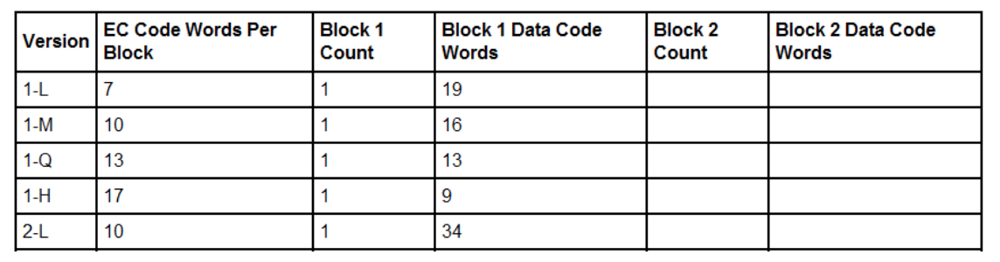 Version EC Code Words Per Block Block 1 Count Block 1 Data Code Words Block 2 Count Block 2 Data Code Words
1-L 7 1 19
1-M 10 1 16
1-Q 13 1 13
1-H 17 1 9
2-L 10 1 34